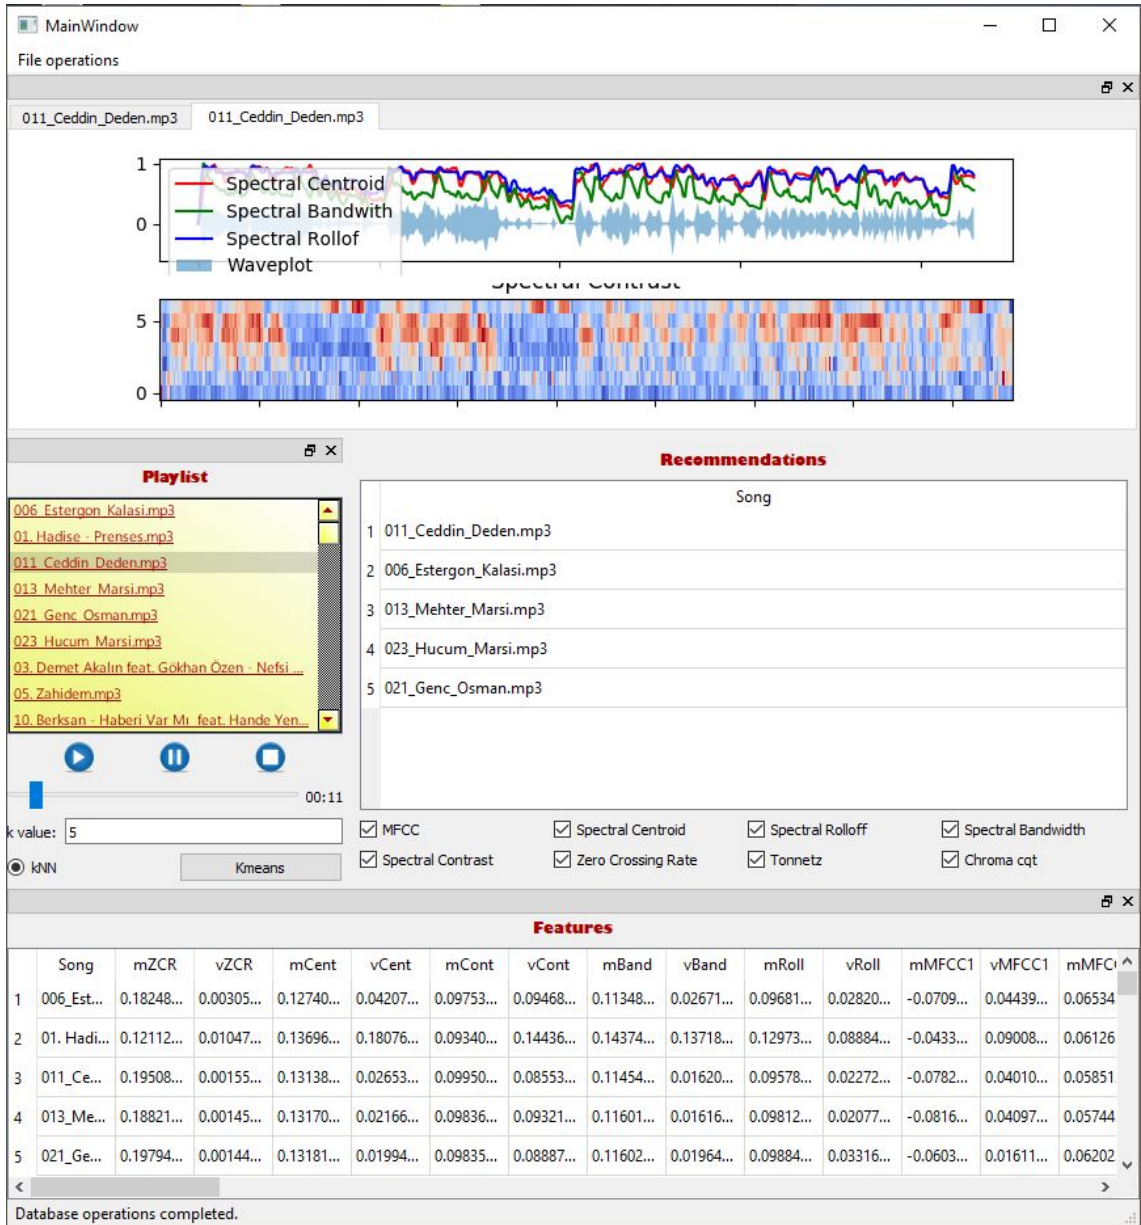 MainWindow
File operations
011_Ceddin_Deden.mp3 011_Ceddin_Deden.mp3
1
0
Spectral Centroid
Spectral Bandwith
Spectral Rollof
Waveplot
Spectral Contrast
5
0
Playlist
006_Estergon_Kalasi.mp3
01. Hadise - Prenses.mp3
011_Ceddin_Deden.mp3
013_Mehter_Marsi.mp3
021_Genc_Osman.mp3
023_Hucum_Marsi.mp3
03. Demet Akalın feat. Gökhan Özen - Nefsi ...
05. Zahidem.mp3
10. Berksan - Haberi Var Mı_feat. Hande Yen...
00:11
k value: 5
kNN Kmeans
Recommendations
Song
1 011_Ceddin_Deden.mp3
2 006_Estergon_Kalasi.mp3
3 013_Mehter_Marsi.mp3
4 023_Hucum_Marsi.mp3
5 021_Genc_Osman.mp3
MFCC Spectral Centroid Spectral Rolloff Spectral Bandwidth
Spectral Contrast Zero Crossing Rate Tonnetz Chroma cqt
Features
Song mZCR vZCR mCent vCent mCont vCont mBand vBand mRoll vRoll mMFCC1 vMFCC1 mMFC
1 006_Est... 0.18248... 0.00305... 0.12740... 0.04207... 0.09753... 0.09468... 0.11348... 0.02671... 0.09681... 0.02820... -0.0709... 0.04439... 0.06534
2 01. Hadi... 0.12112... 0.01047... 0.13696... 0.18076... 0.09340... 0.14436... 0.14374... 0.13718... 0.12973... 0.08884... -0.0433... 0.09008... 0.06126
3 011_Ce... 0.19508... 0.00155... 0.13138... 0.02653... 0.09950... 0.08553... 0.11454... 0.01620... 0.09578... 0.02272... -0.0782... 0.04010... 0.05851
4 013_Me... 0.18821... 0.00145... 0.13170... 0.02166... 0.09836... 0.09321... 0.11601... 0.01616... 0.09812... 0.02077... -0.0816... 0.04097... 0.05744
5 021_Ge... 0.19794... 0.00144... 0.13181... 0.01994... 0.09835... 0.08887... 0.11602... 0.01964... 0.09884... 0.03316... -0.0603... 0.01611... 0.06202
Database operations completed.